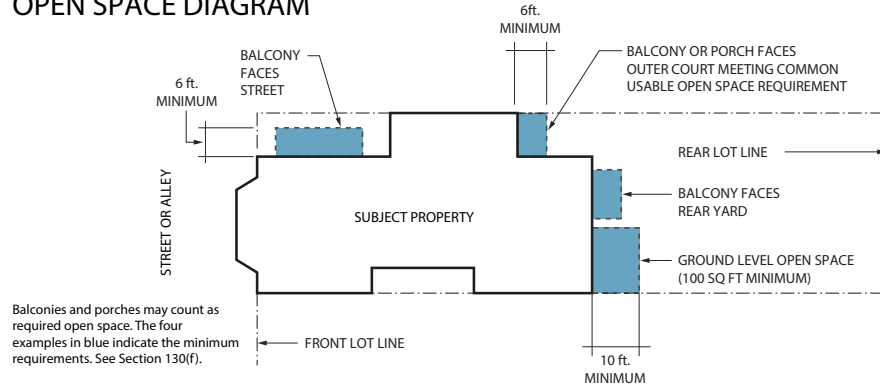 OPEN SPACE DIAGRAM
6ft.
MINIMUM
BALCONY
FACES
STREET
BALCONY OR PORCH FACES
OUTER COURT MEETING COMMON
USABLE OPEN SPACE REQUIREMENT
6 ft.
MINIMUM
REAR LOT LINE
STREET OR ALLEY
SUBJECT PROPERTY
BALCONY FACES
REAR YARD
GROUND LEVEL OPEN SPACE
(100 SQ FT MINIMUM)
Balconies and porches may count as
required open space. The four
examples in blue indicate the minimum
requirements. See Section 130(f).
FRONT LOT LINE
10 ft.
MINIMUM